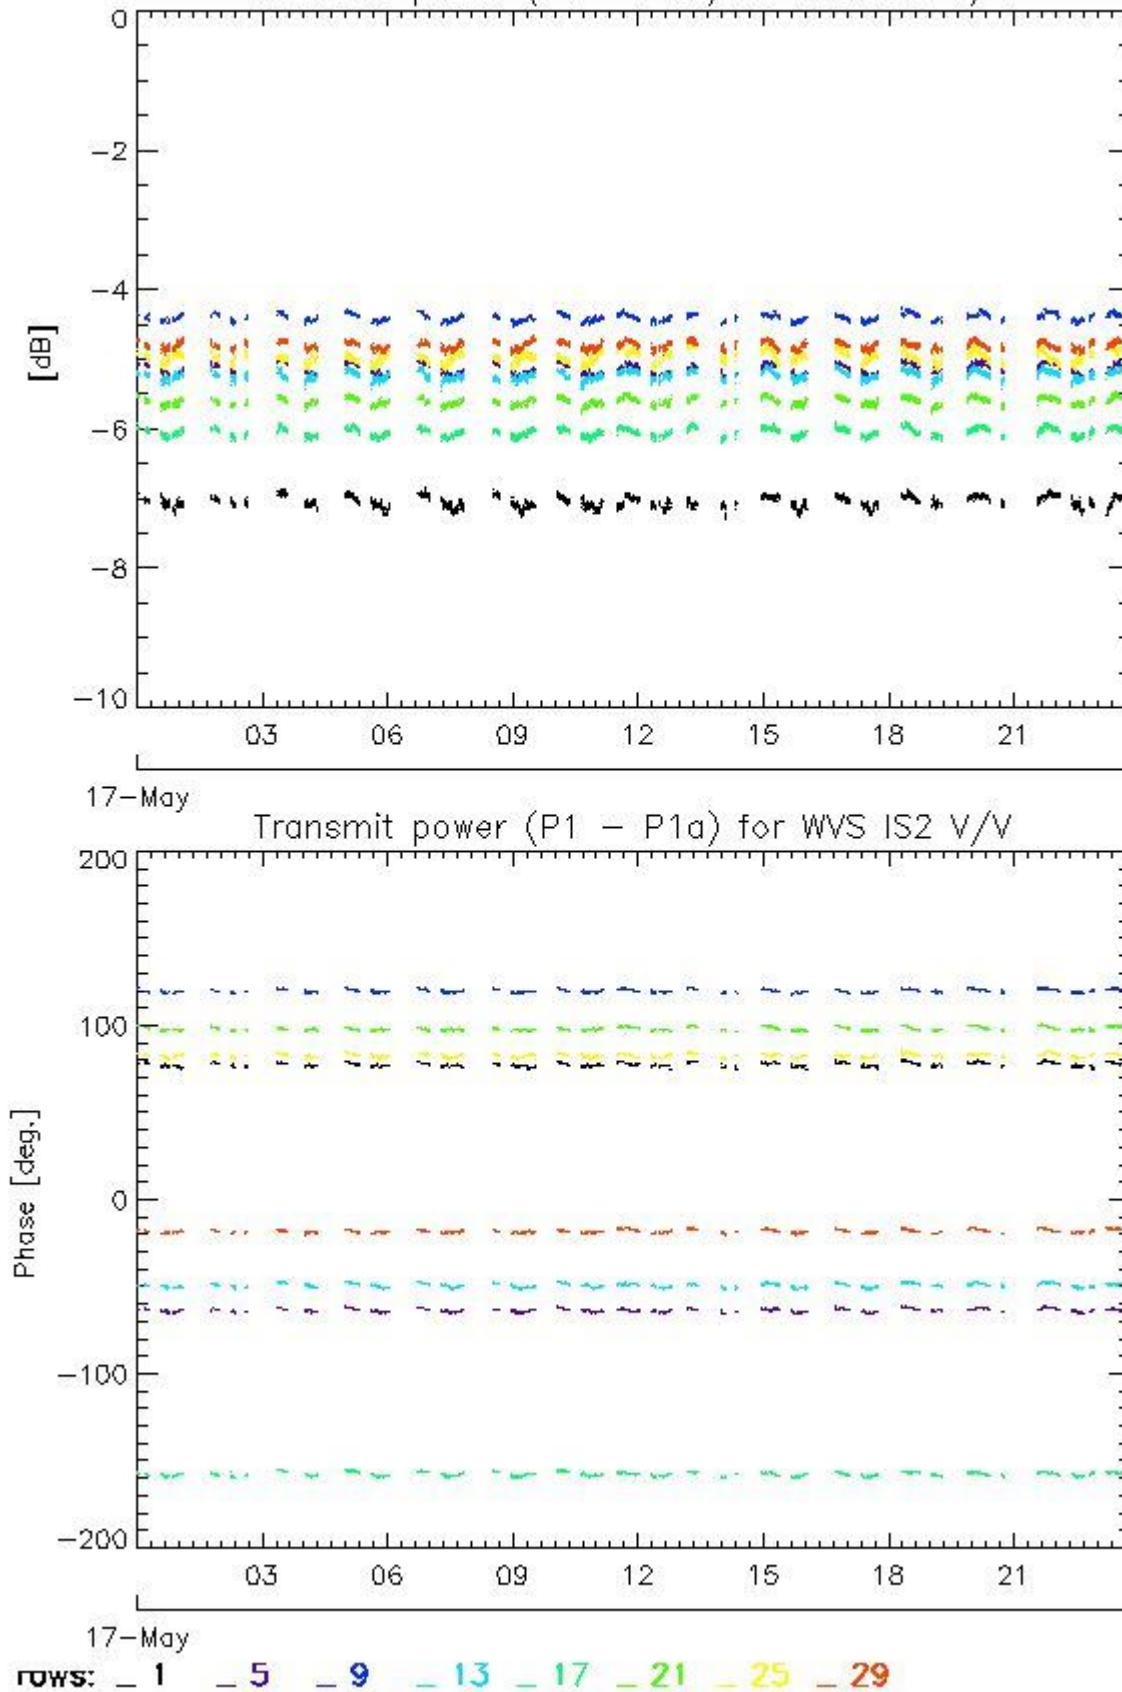 0
-2
-4
[dB]
-6
-8
-10
03 06 09 12 15 18 21
17-May
Transmit power (P1 - P1a) for WVS IS2 V/V
200
100
Phase [deg.]
0
-100
-200
03 06 09 12 15 18 21
17-May
rows: _ 1 _ 5 _ 9 _ 13 _ 17 _ 21 _ 25 _ 29